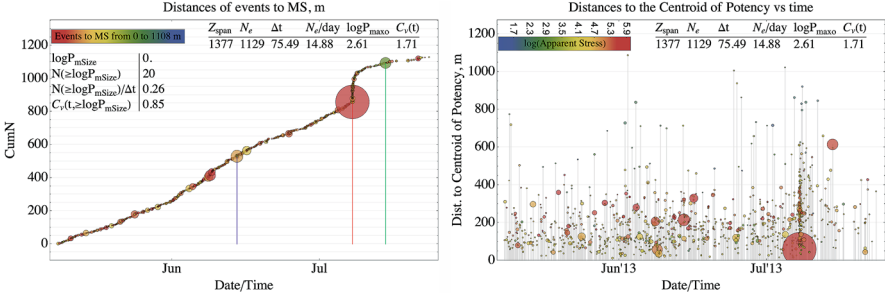 Distances of events to MS, m
Events to MS from 0 to 1108 m
Zspan Ne Δt Ne/day logPmaxo Cv(t)
1377 1129 75.49 14.88 2.61 1.71
logPmSize 0.
N(≥logPmSize) 20
N(≥logPmSize)/Δt 0.26
Cv(t,≥logPmSize) 0.85
CumN
1200
1000
800
600
400
200
0
Jun Jul
Date/Time
Distances to the Centroid of Potency vs time
1.7 2.3 2.9 3.5 4.1 4.7 5.3 5.9
log(Apparent Stress)
Zspan Ne Δt Ne/day logPmaxo Cv(t)
1377 1129 75.49 14.88 2.61 1.71
Dist. to Centroid of Potency, m
1200
1000
800
600
400
200
0
Jun'13 Jul'13
Date/Time